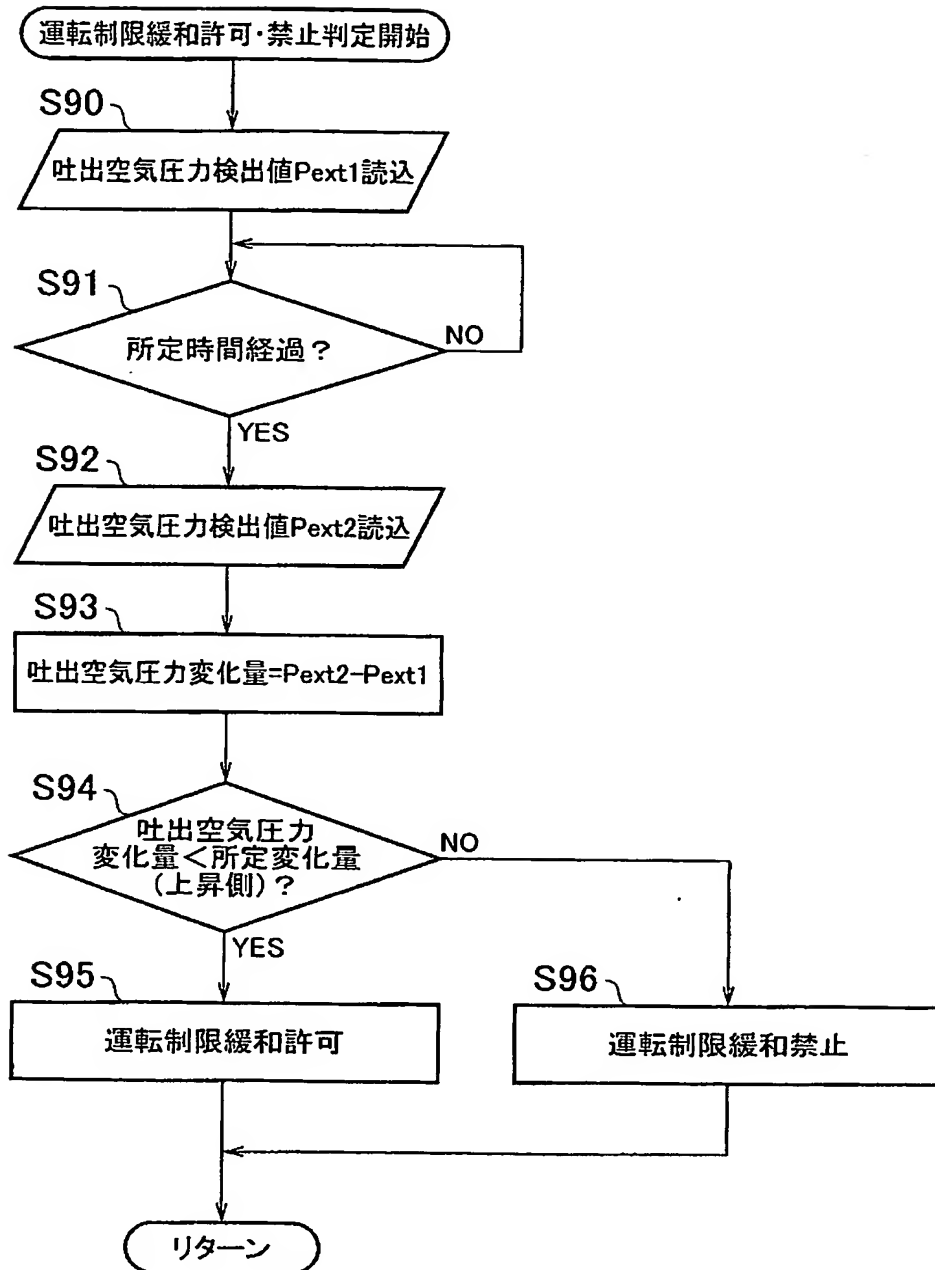 運転制限緩和許可・禁止判定開始
S90
吐出空気圧力検出値Pext1読込
S91
所定時間経過?
NO
YES
S92
吐出空気圧力検出値Pext2読込
S93
吐出空気圧力変化量=Pext2-Pext1
S94
吐出空気圧力
変化量<所定変化量
(上昇側)?
NO
YES
S95
運転制限緩和許可
S96
運転制限緩和禁止
リターン